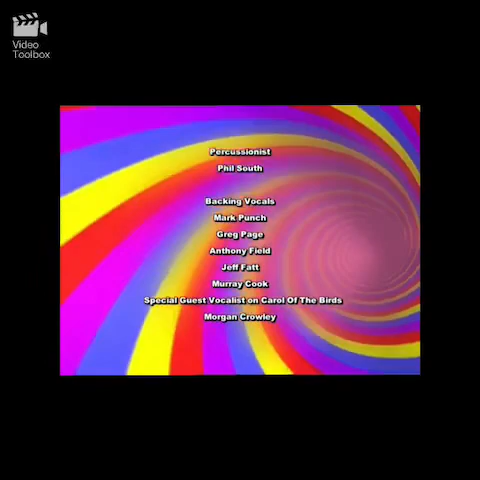 Video
Toolbox
Percussionist
Phil South
Backing Vocals
Mark Punch
Greg Page
Anthony Field
Jeff Fatt
Murray Cook
Special Guest Vocalist on Carol Of The Birds
Morgan Crowley